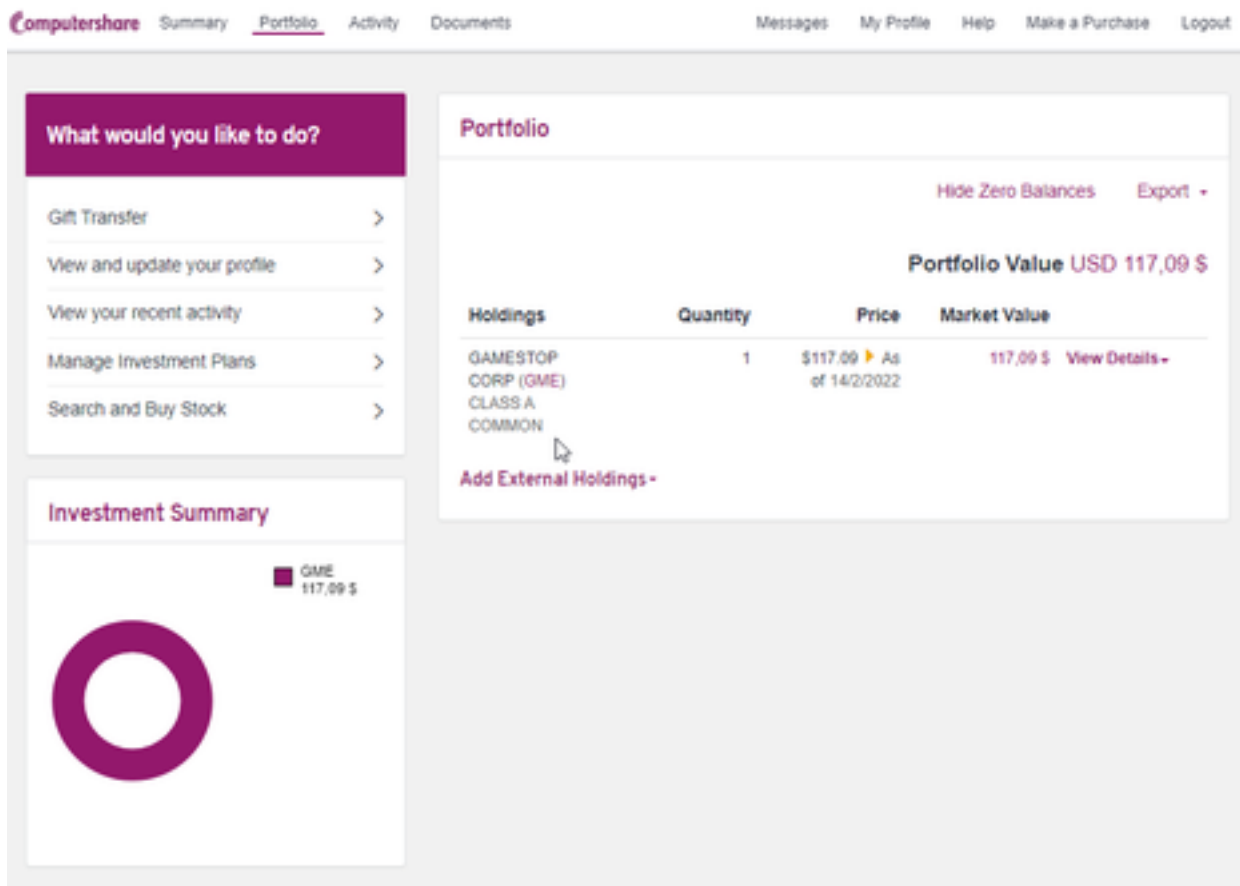 Computershare Summary Portfolio Activity Documents Messages My Profile Help Make a Purchase Logout
What would you like to do?
Gift Transfer
View and update your profile
View your recent activity
Manage Investment Plans
Search and Buy Stock
Investment Summary
GME
117,09 $
Portfolio
Hide Zero Balances Export
Portfolio Value USD 117,09 $
Holdings Quantity Price Market Value
GAMESTOP 1 $117.09 As 117,09 $ View Details
CORP (GME) of 14/2/2022
CLASS A
COMMON
Add External Holdings